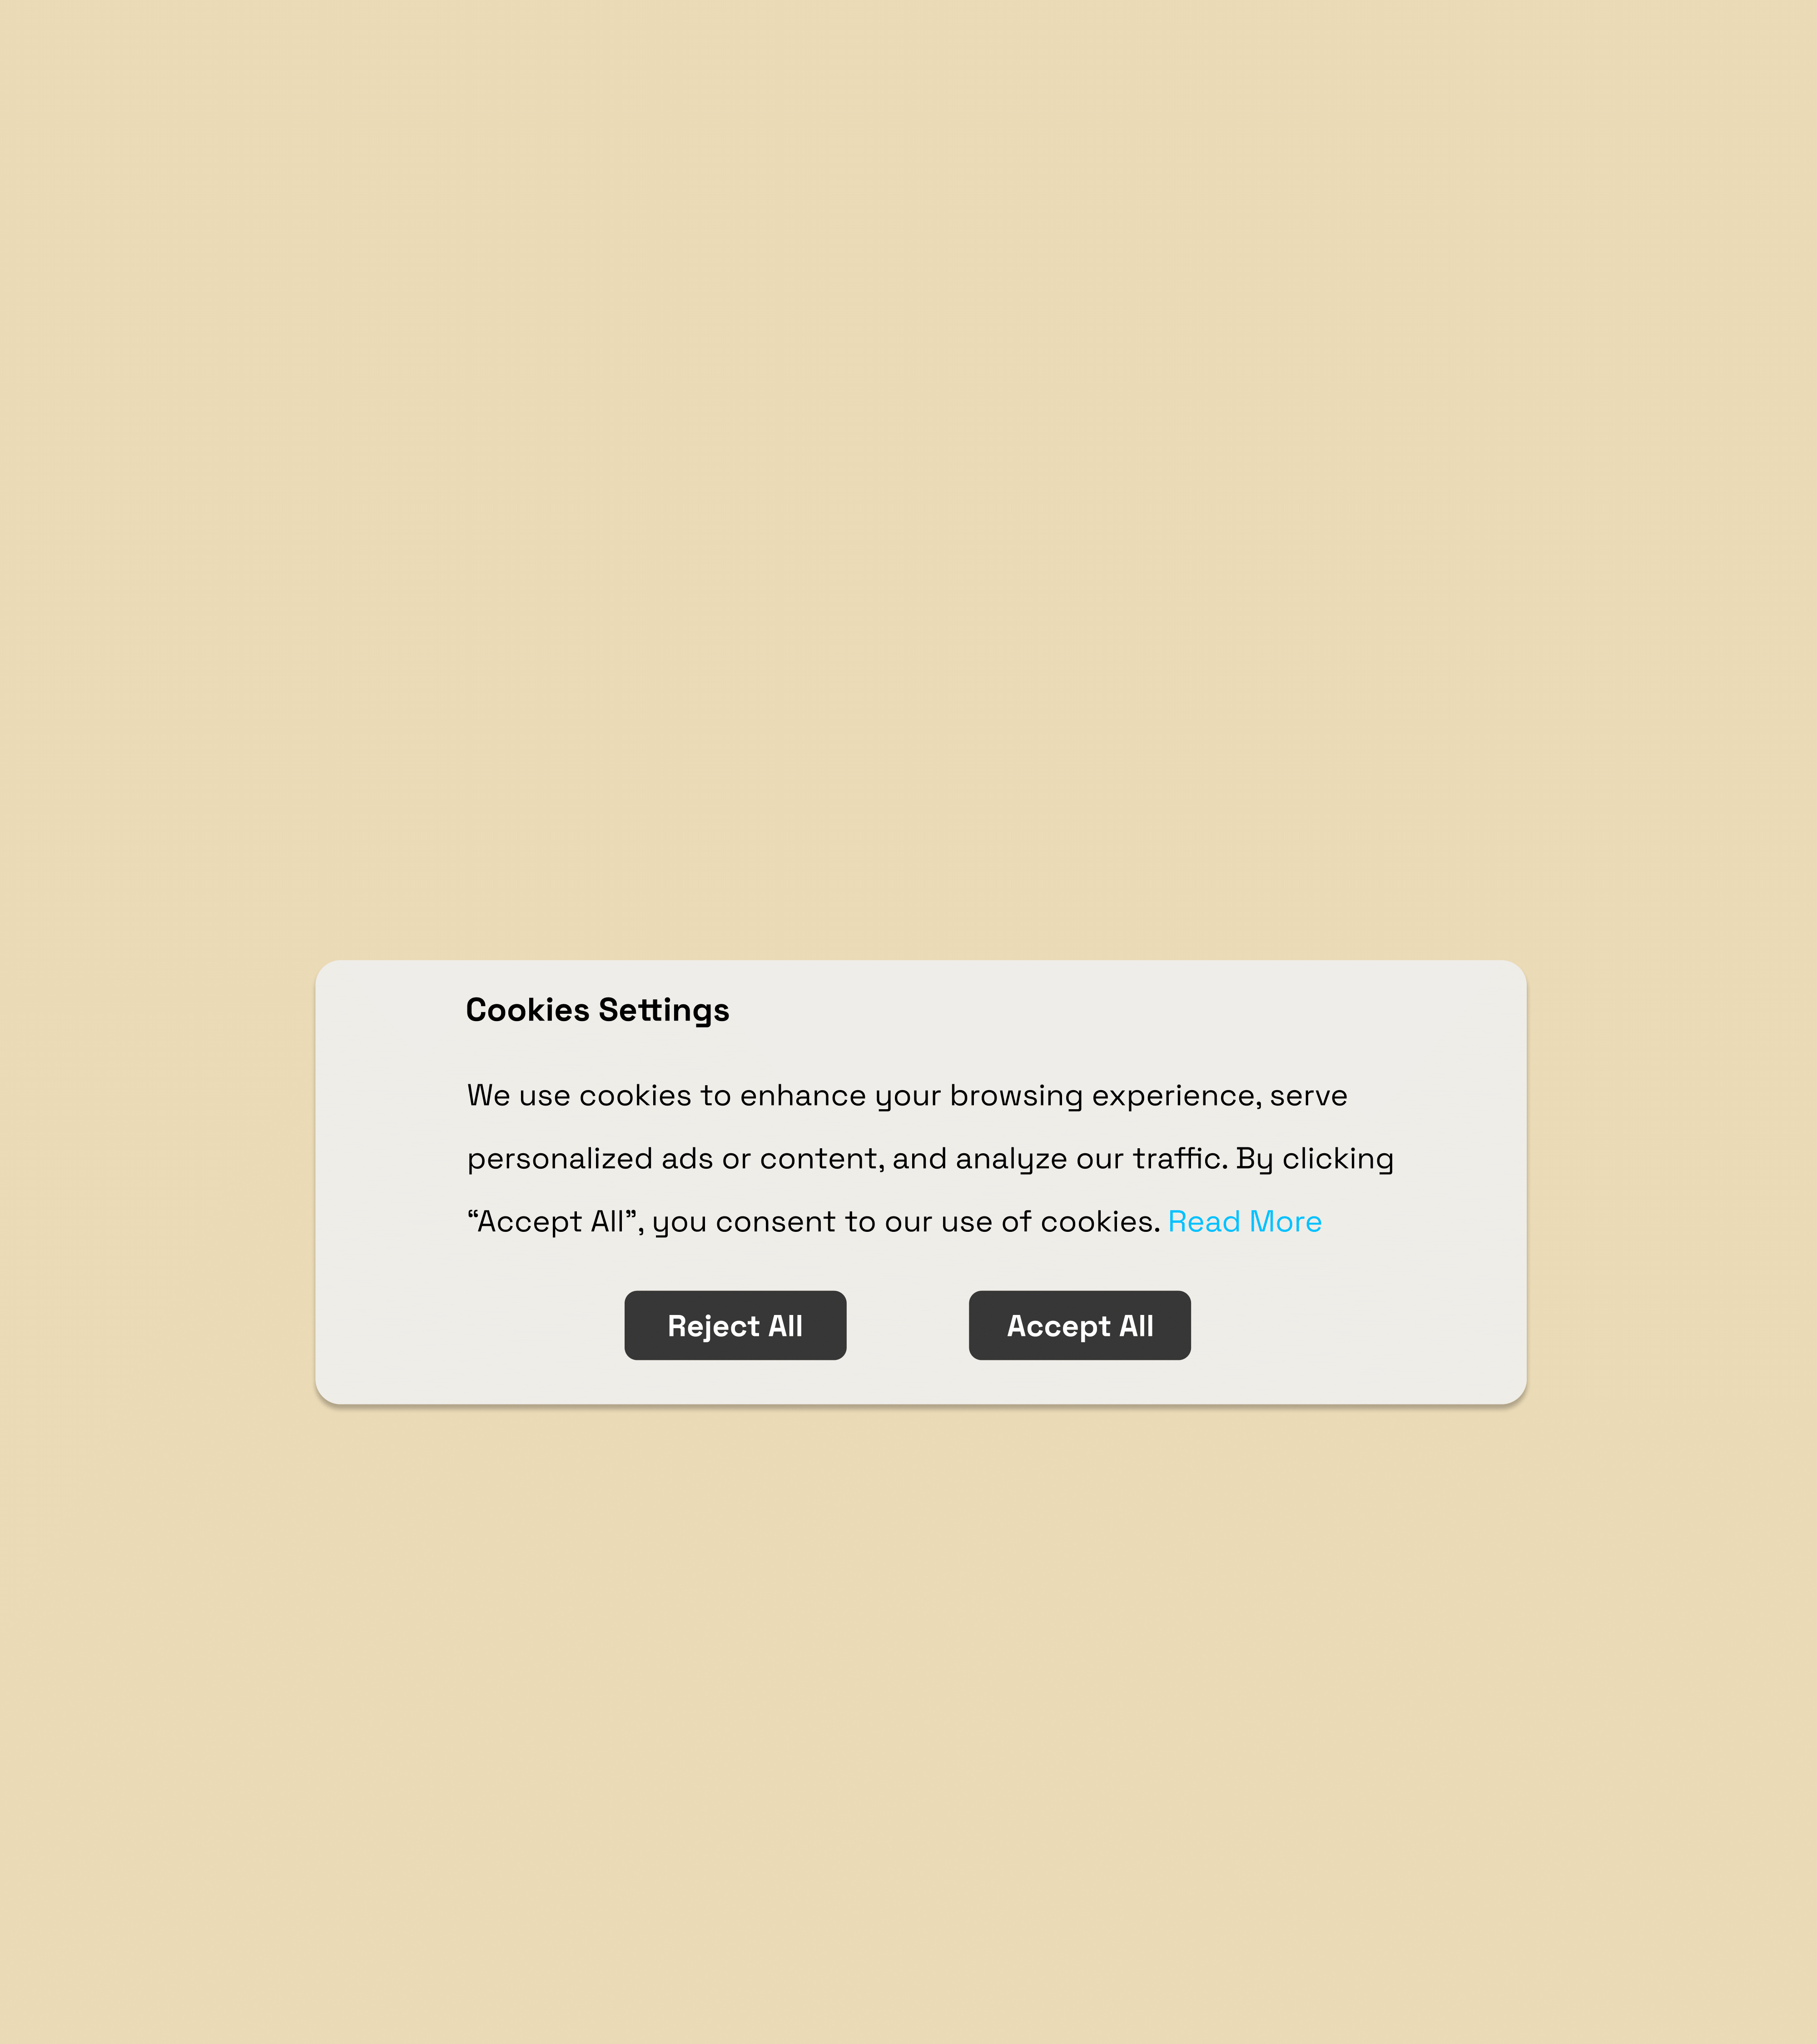 Cookies Settings
We use cookies to enhance your browsing experience, serve
personalized ads or content, and analyze our traffic. By clicking
“Accept All”, you consent to our use of cookies. Read More
Reject All
Accept All